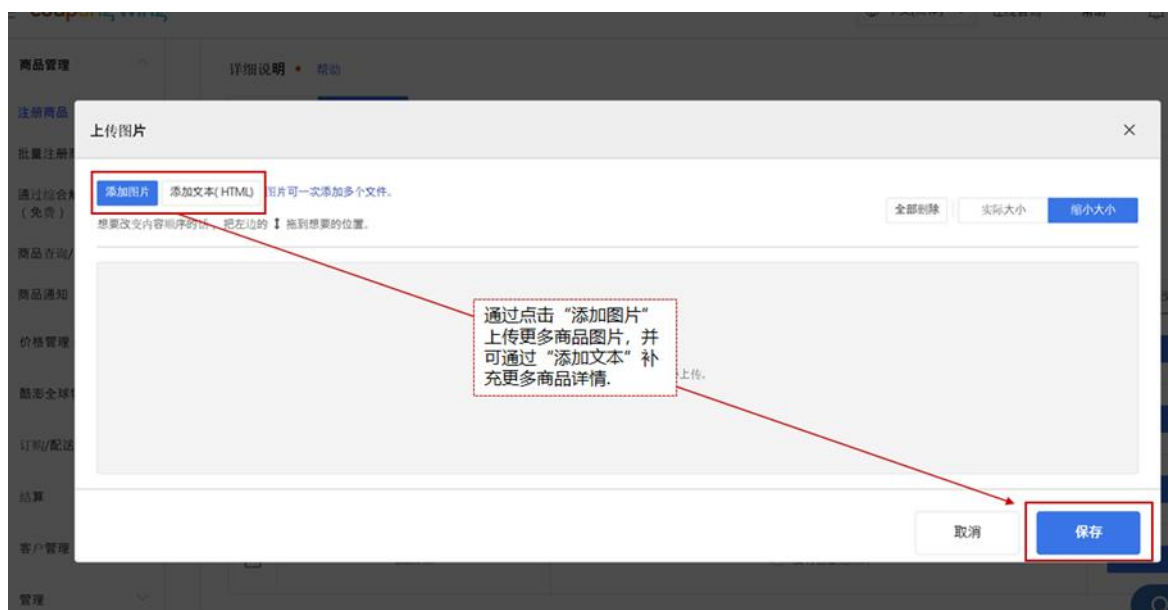 coupang wing
商品管理
详细说明 • 帮助
注册商品
上传图片
批量注册
添加图片 添加文本( HTML) 图片可一次添加多个文件。
通过综合
(免费)
全部删除 实际大小 缩小大小
想要改变内容顺序的话，把左边的 ⭥ 拖到想要的位置。
商品查询/
商品通知
通过点击“添加图片”
上传更多商品图片，并
可通过“添加文本”补
充更多商品详情.
价格管理
上传。
酷澎全球
订购/配送
结算
取消 保存
客户管理
管理